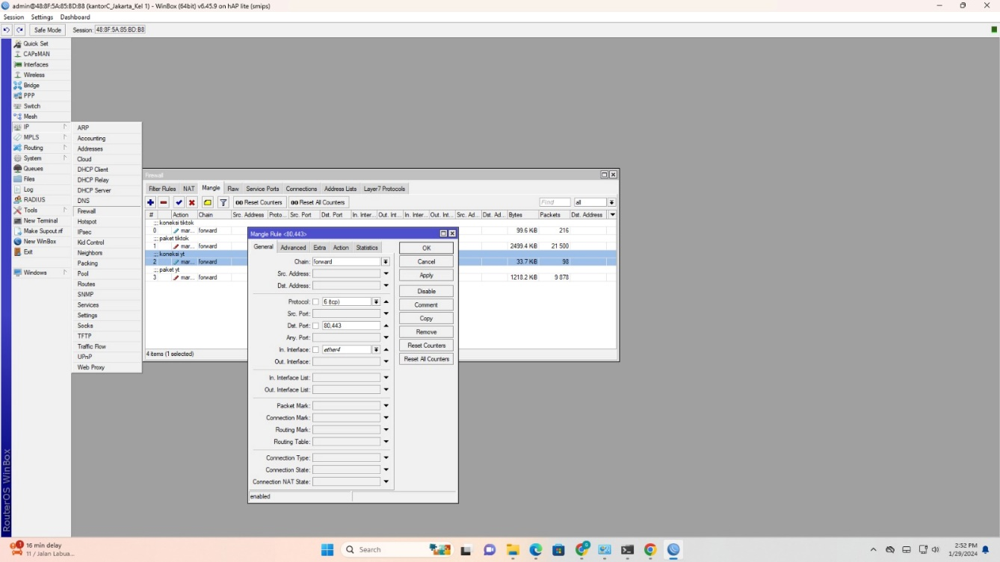 admin@48:8F:5A:85:BD:B8 (kantorC_Jakarta_Kel 1) - WinBox (64bit) v6.45.9 on hAP lite (smips)
Session Settings Dashboard
Safe Mode Session: 48:8F:5A:85:BD:B8
Quick Set
CAPsMAN
Interfaces
Wireless
Bridge
PPP
Switch
Mesh
IP
MPLS
Routing
System
Queues
Files
Log
RADIUS
Tools
New Terminal
Make Supout.rif
New WinBox
Exit
Windows
RouterOS WinBox
ARP
Accounting
Addresses
Cloud
DHCP Client
DHCP Relay
DHCP Server
DNS
Firewall
Hotspot
IPsec
Kid Control
Neighbors
Packing
Pool
Routes
SNMP
Services
Settings
Socks
TFTP
Traffic Flow
UPnP
Web Proxy
Firewall
Filter Rules NAT Mangle Raw Service Ports Connections Address Lists Layer7 Protocols
00 Reset Counters 00 Reset All Counters Find all
# Action Chain Src. Address Proto... Src. Port Dst. Port In. Inter... Out. Int... In. Inter... Out. Int... Src. Ad... Dst. Ad... Bytes Packets Dst. Address
;;; koneksi tiktok
0 mar... forward 99.6 KiB 216
;;; paket tiktok
1 mar... forward 2499.4 KiB 21 500
;;; koneksi yt
2 mar... forward 33.7 KiB 98
;;; paket yt
3 mar... forward 1218.2 KiB 9 878
4 items (1 selected)
Mangle Rule <80,443>
General Advanced Extra Action Statistics
Chain: forward
Src. Address:
Dst. Address:
Protocol: 6 (tcp)
Src. Port:
Dst. Port: 80,443
Any. Port:
In. Interface: ether4
Out. Interface:
In. Interface List:
Out. Interface List:
Packet Mark:
Connection Mark:
Routing Mark:
Routing Table:
Connection Type:
Connection State:
Connection NAT State:
enabled
OK
Cancel
Apply
Disable
Comment
Copy
Remove
Reset Counters
Reset All Counters
1
16 min delay
11 / Jalan Labua...
Search
2:52 PM
1/29/2024